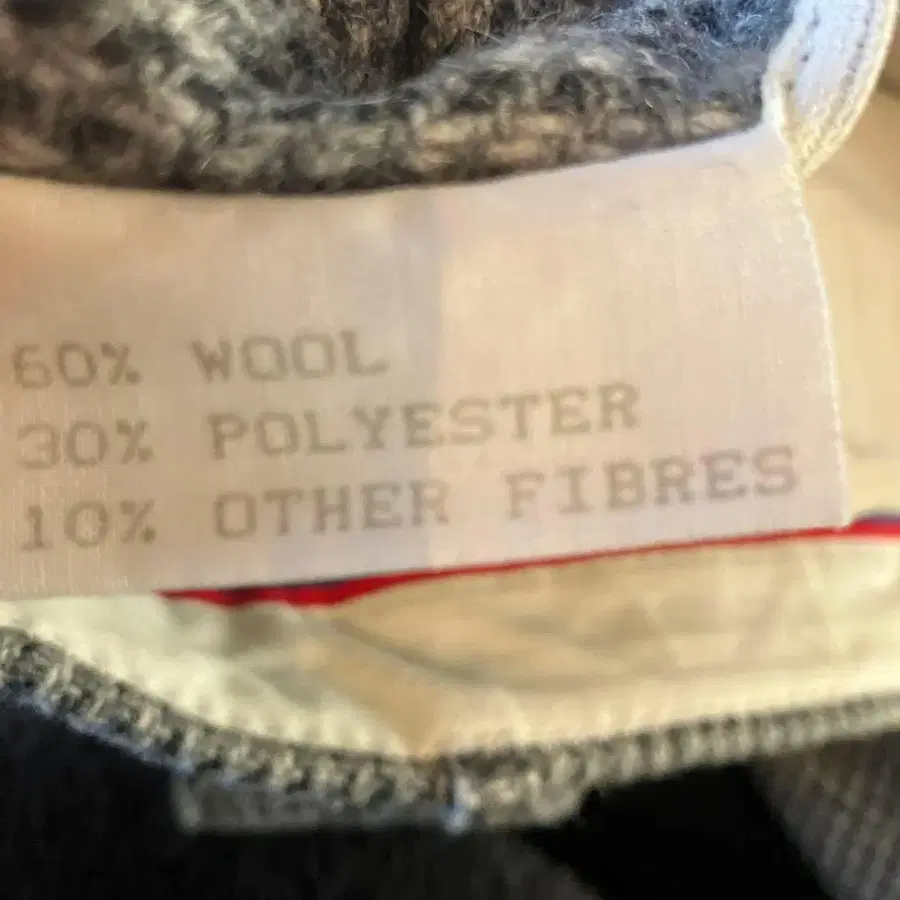 60% WOOL
30% POLYESTER
10% OTHER FIBRES